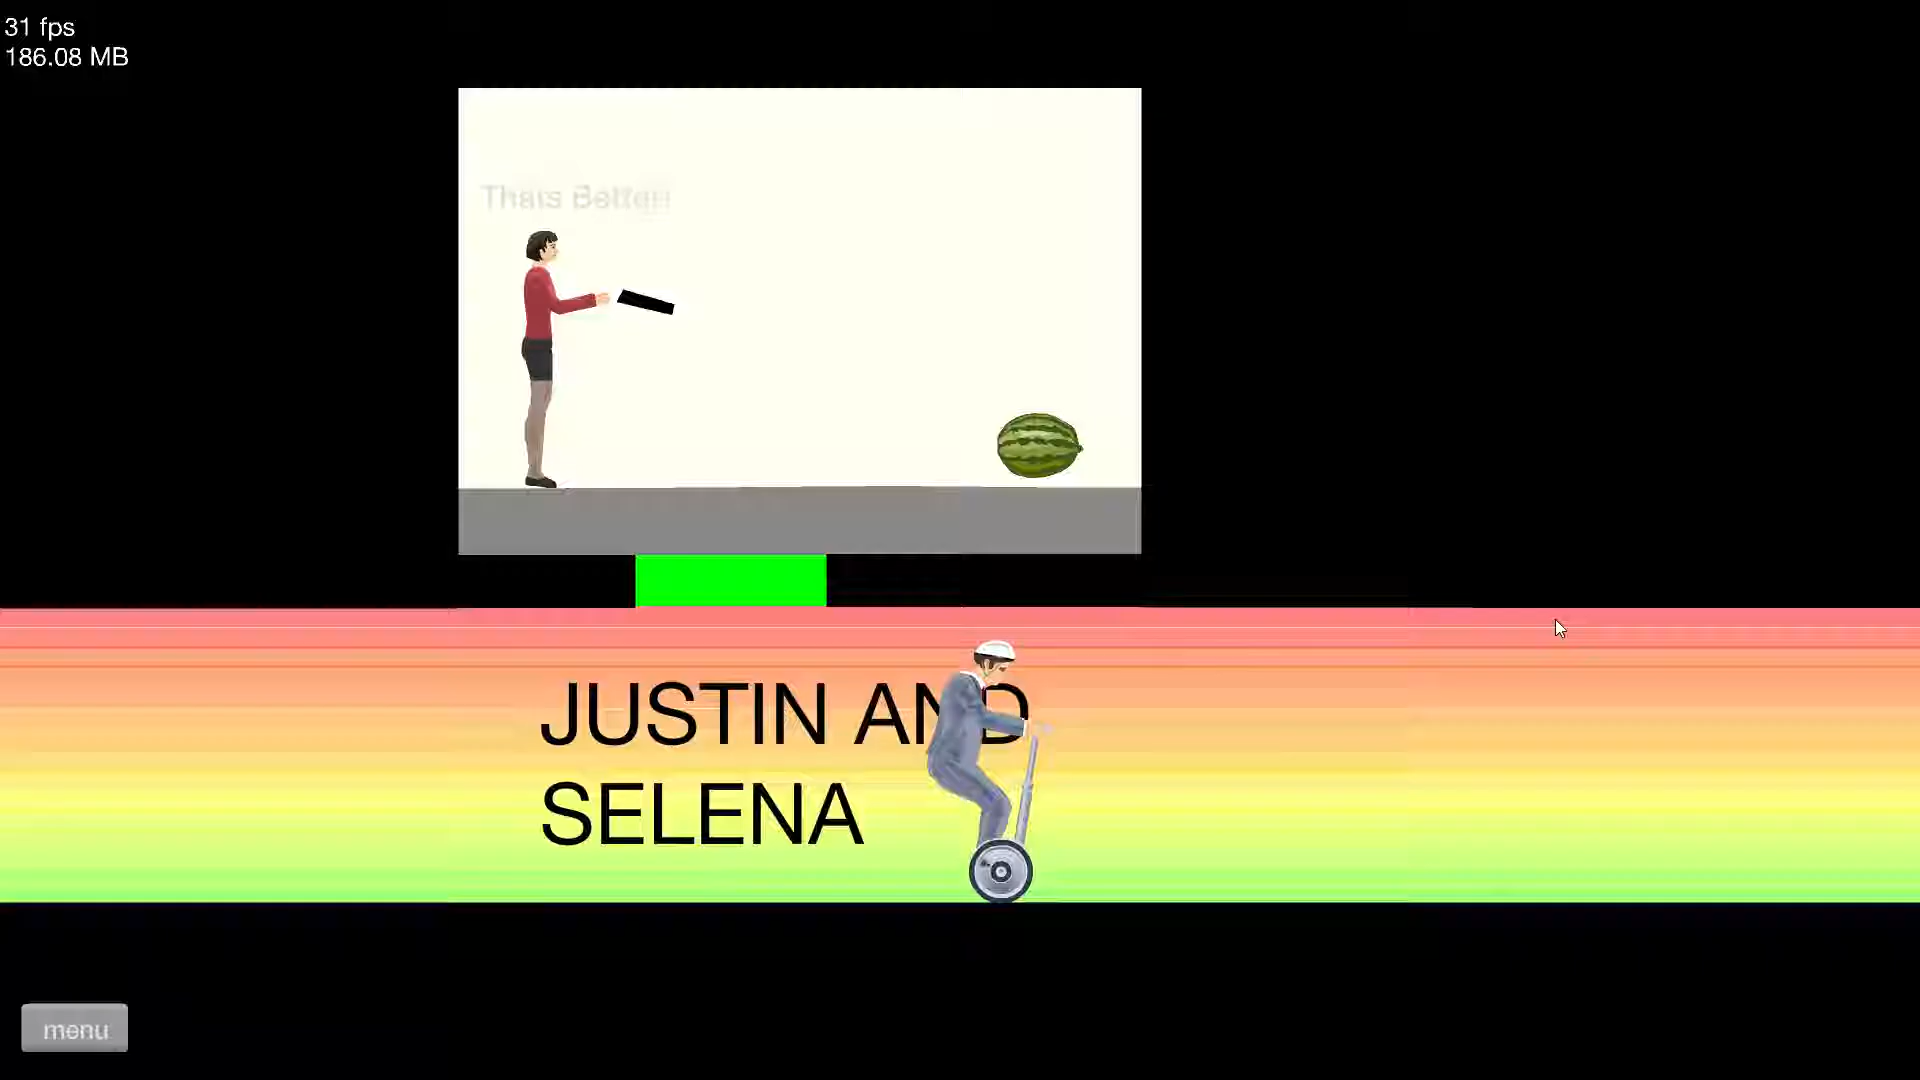 31 fps
186.08 MB
Thats Better!
JUSTIN AND
SELENA
menu